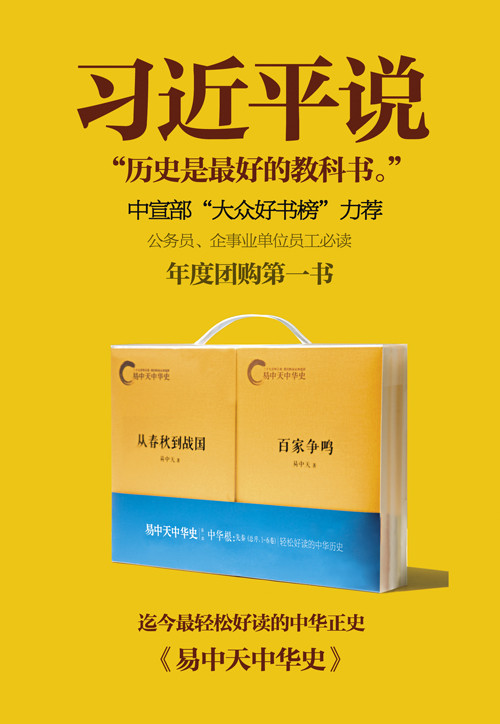 习近平说
“历史是最好的教科书。”
中宣部“大众好书榜”力荐
公务员、企事业单位员工必读
年度团购第一书
易中天中华史
易中天中华史
从春秋到战国
易中天 著
百家争鸣
易中天 著
易中天中华史 中华根:先秦(总序、1-6卷) 轻松好读的中华历史
迄今最轻松好读的中华正史
《易中天中华史》